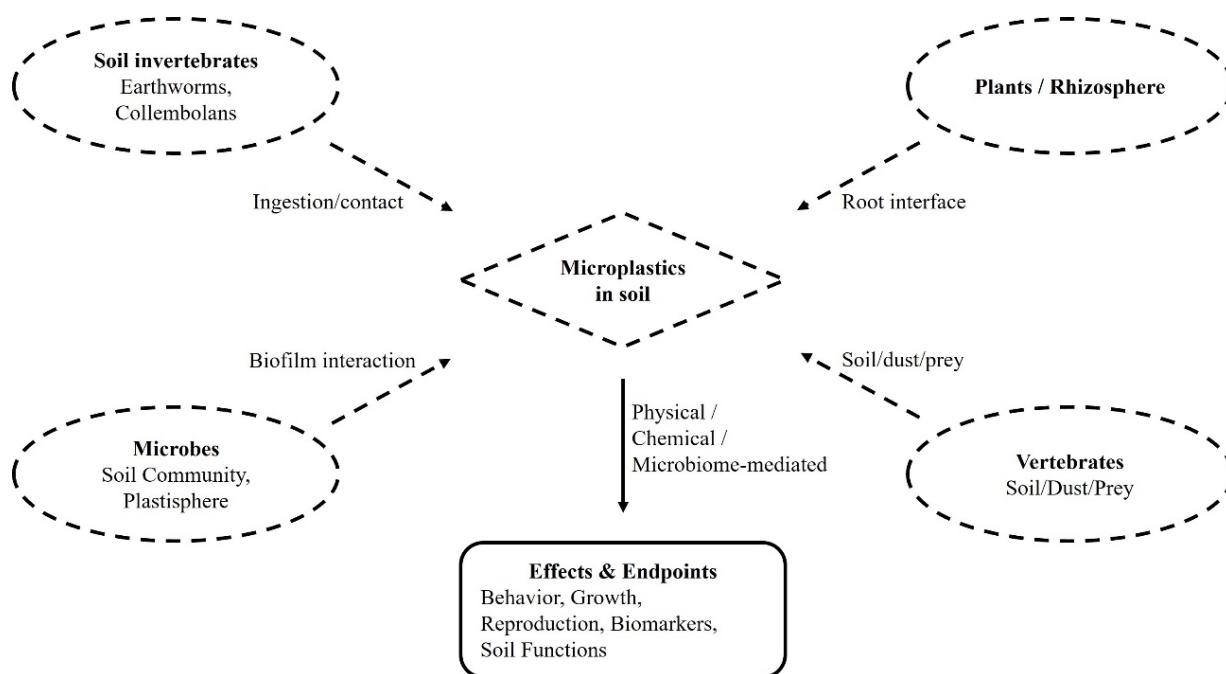 Soil invertebrates
Earthworms,
Collembolans
Plants / Rhizosphere
Ingestion/contact
Root interface
Microplastics
in soil
Biofilm interaction
Soil/dust/prey
Physical /
Chemical /
Microbiome-mediated
Microbes
Soil Community,
Plastisphere
Vertebrates
Soil/Dust/Prey
Effects & Endpoints
Behavior, Growth,
Reproduction, Biomarkers,
Soil Functions